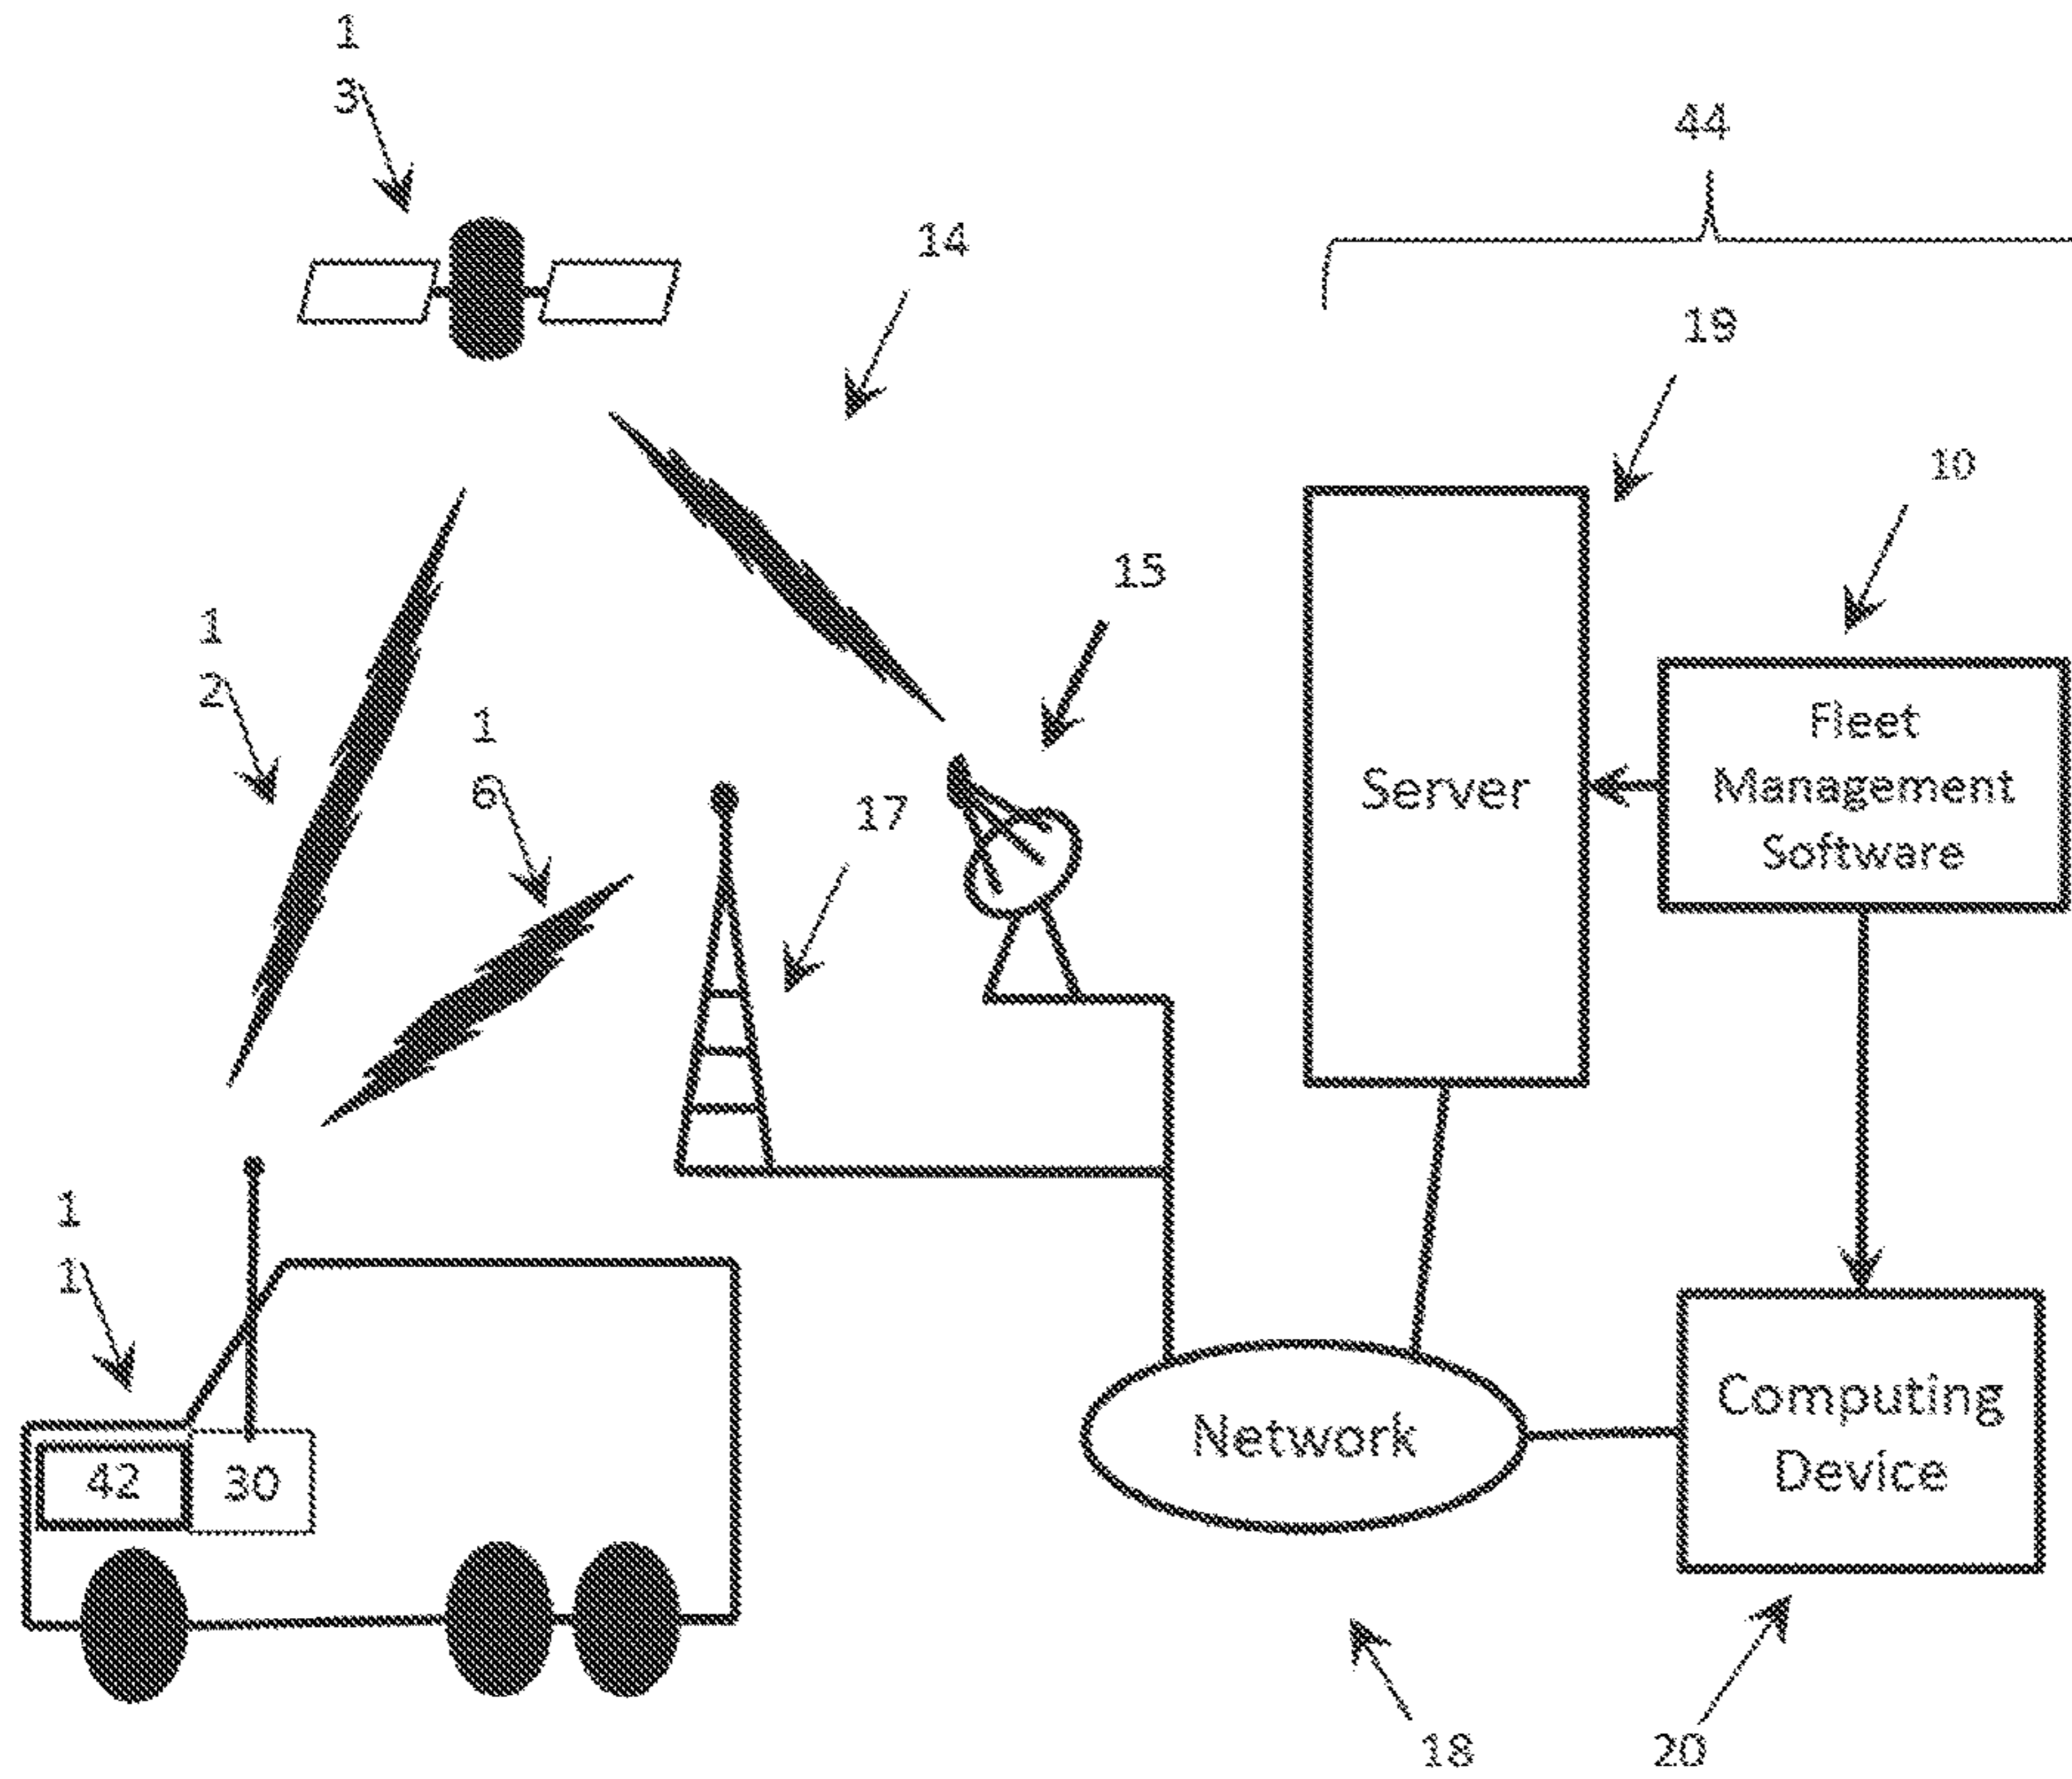 1
3
44
14
19
10
15
1
2
1
6
17
Fleet
Management
Software
Server
1
1
42
30
Network
Computing
Device
18
20